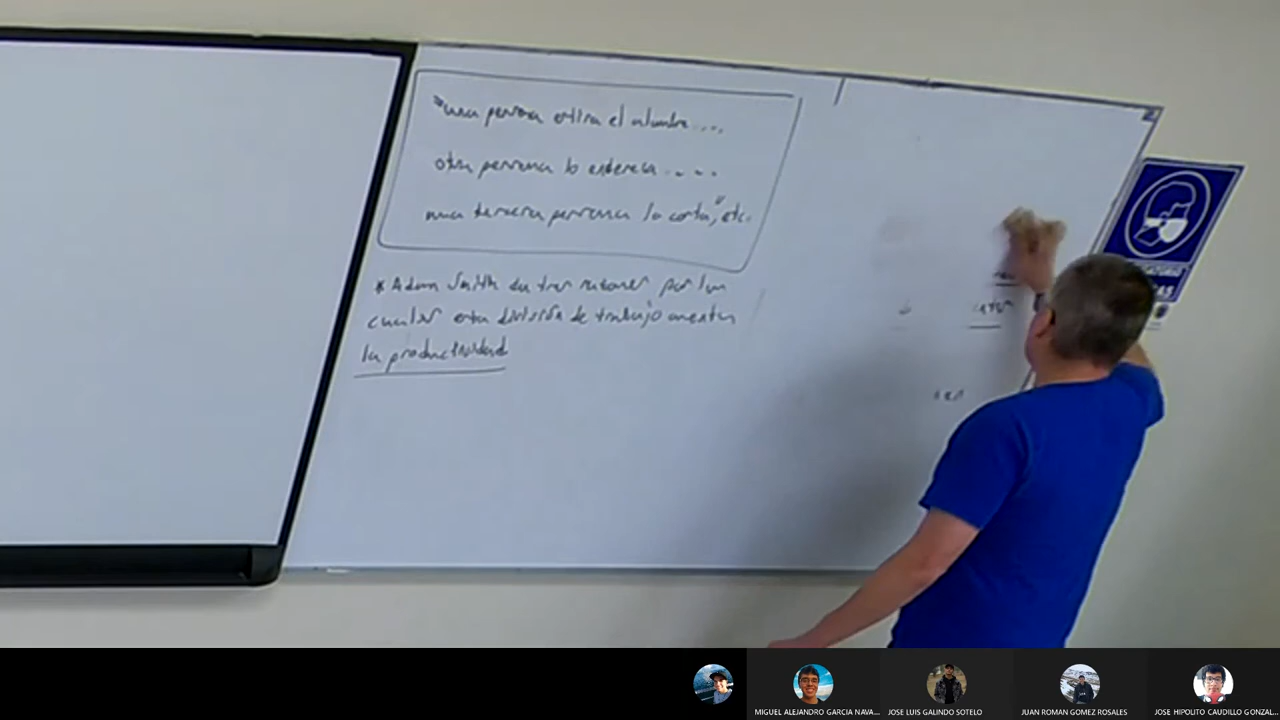 "una persona estira el alambre....
otra persona lo endereza.....
una tercera persona lo corta", etc.
* Adam Smith da tres razones por las
cuales esta división de trabajo aumenta
la productividad
MIGUEL ALEJANDRO GARCIA NAVA...
JOSE LUIS GALINDO SOTELO
JUAN ROMAN GOMEZ ROSALES
JOSE HIPOLITO CAUDILLO GONZAL...